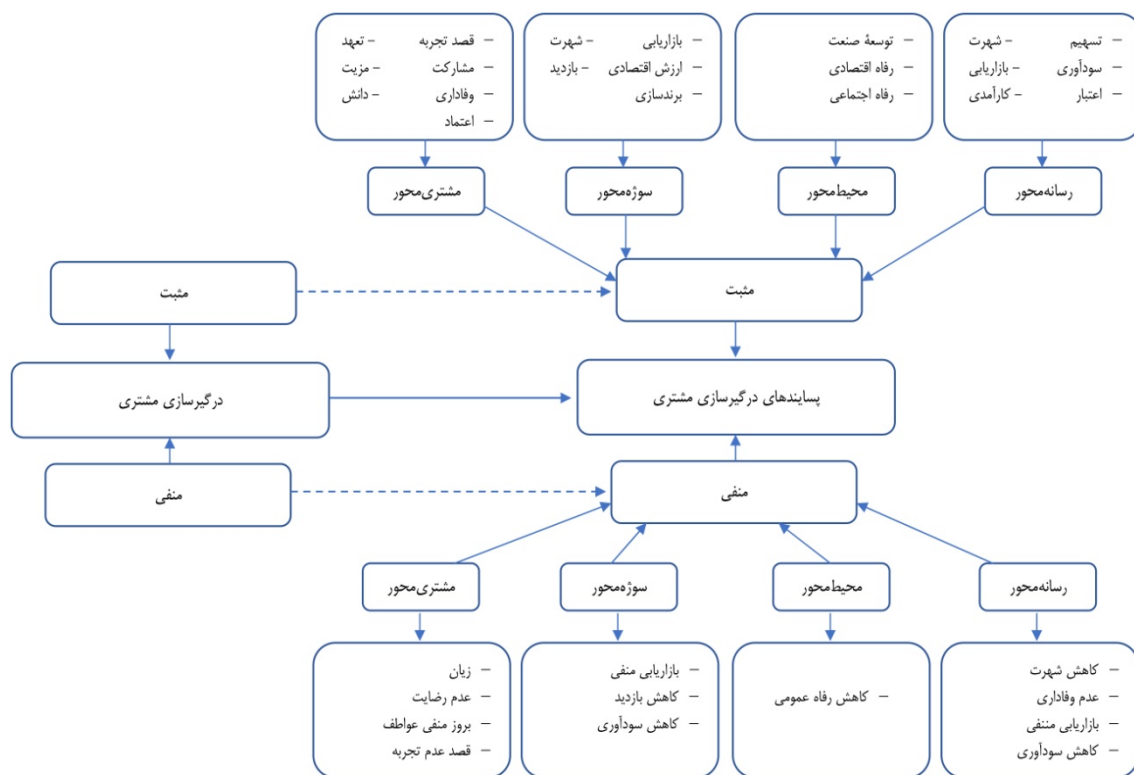 – تسهیم – شهرت
– سودآوری – بازاریابی
– اعتبار – کارآمدی
– توسعهٔ صنعت
– رفاه اقتصادی
– رفاه اجتماعی
– بازاریابی – شهرت
– ارزش اقتصادی – بازدید
– برندسازی
– قصد تجربه – تعهد
– مشارکت – مزیت
– وفاداری – دانش
– اعتماد
رسانه‌محور
محیط‌محور
سوژه‌محور
مشتری‌محور
مثبت
مثبت
پسایندهای درگیرسازی مشتری
درگیرسازی مشتری
منفی
منفی
رسانه‌محور
محیط‌محور
سوژه‌محور
مشتری‌محور
– کاهش شهرت
– عدم وفاداری
– بازاریابی مننفی
– کاهش سودآوری
– کاهش رفاه عمومی
– بازاریابی منفی
– کاهش بازدید
– کاهش سودآوری
– زیان
– عدم رضایت
– بروز منفی عواطف
– قصد عدم تجربه